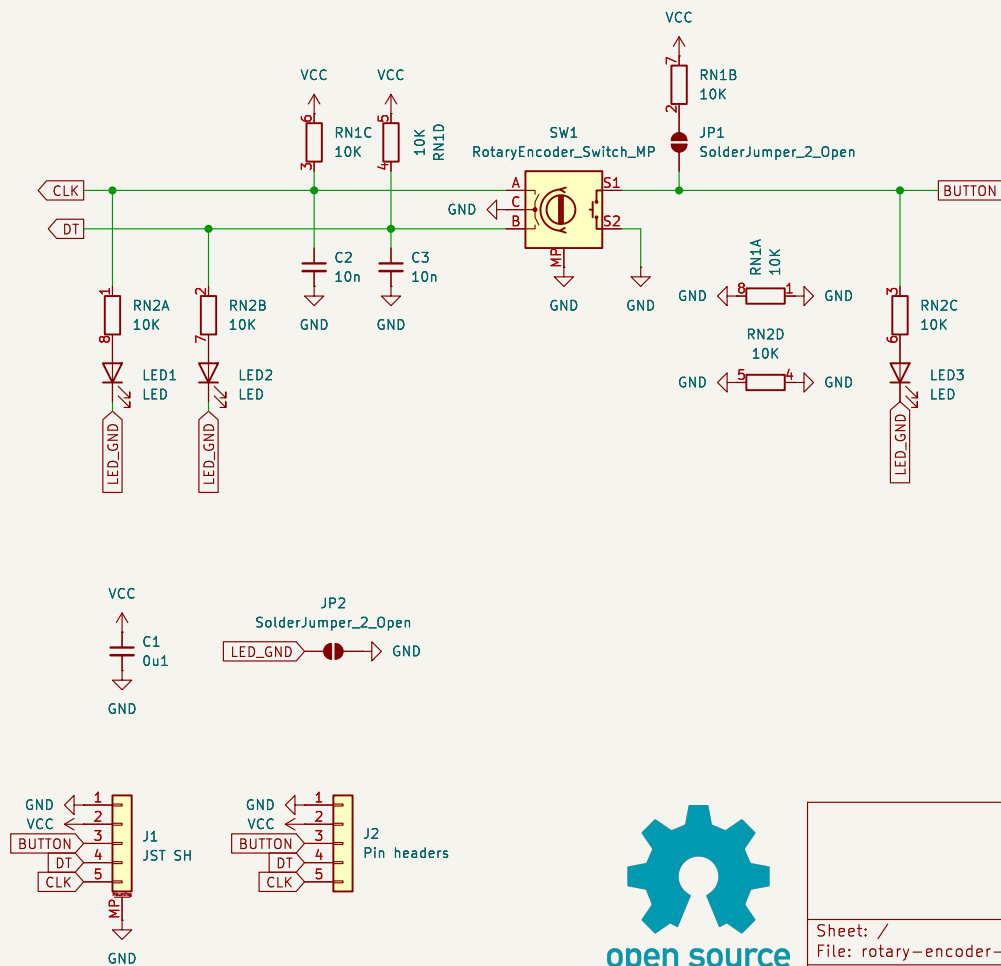 VCC
VCC
VCC
7
RN1B
10K
2
6
RN1C
10K
3
5
10K
RN1D
4
SW1
RotaryEncoder_Switch_MP
JP1
SolderJumper_2_Open
CLK
A
S1
BUTTON
GND
C
DT
B
S2
MP
C2
10n
C3
10n
GND
GND
GND
GND
RN1A
10K
GND
8
1
GND
RN2D
10K
GND
5
4
GND
1
RN2A
10K
8
2
RN2B
10K
7
3
RN2C
10K
6
LED1
LED
LED2
LED
LED3
LED
LED_GND
LED_GND
LED_GND
VCC
C1
0u1
GND
JP2
SolderJumper_2_Open
LED_GND
GND
GND
1
VCC
2
BUTTON
3
DT
4
CLK
5
J1
JST SH
MP
GND
GND
1
VCC
2
BUTTON
3
DT
4
CLK
5
J2
Pin headers
open source
Sheet: /
File: rotary-encoder-